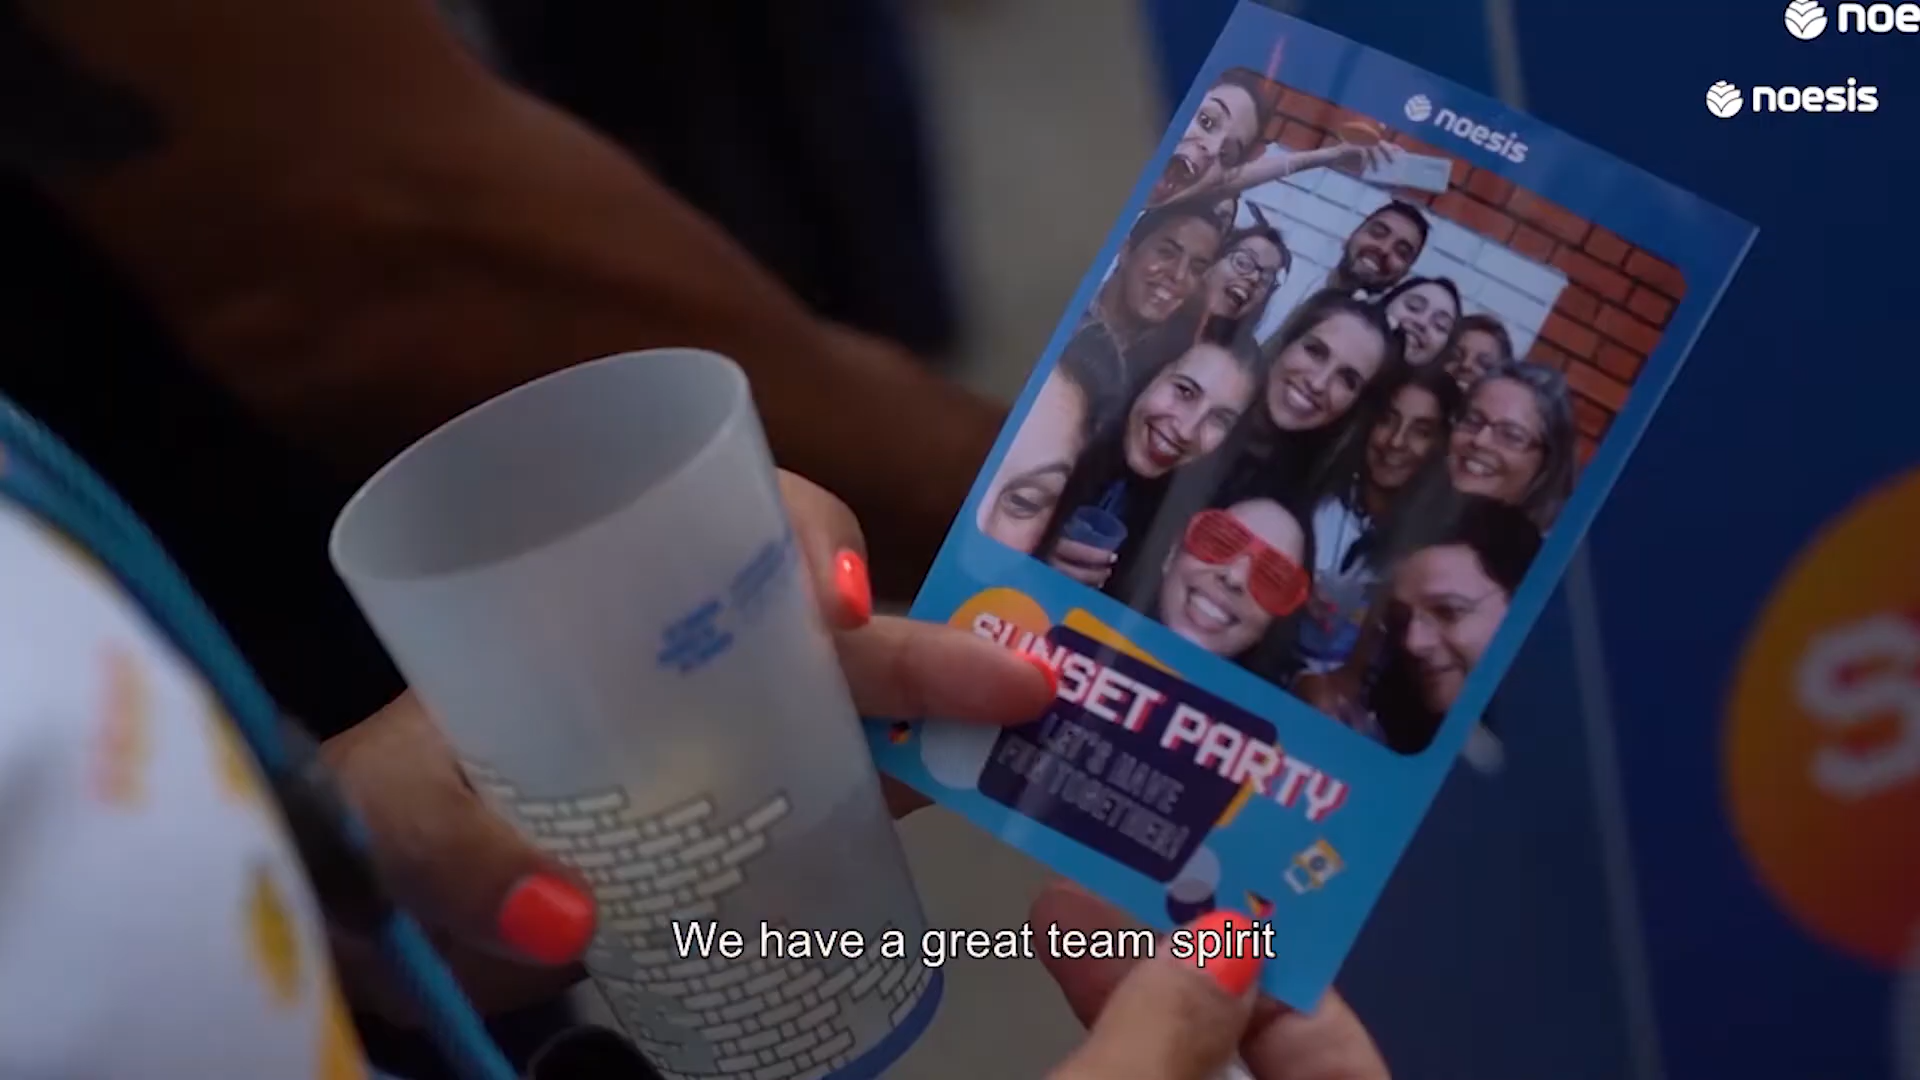 noe
noesis
noesis
SUNSET PARTY
LET'S HAVE
FUN TOGETHER!
We have a great team spirit